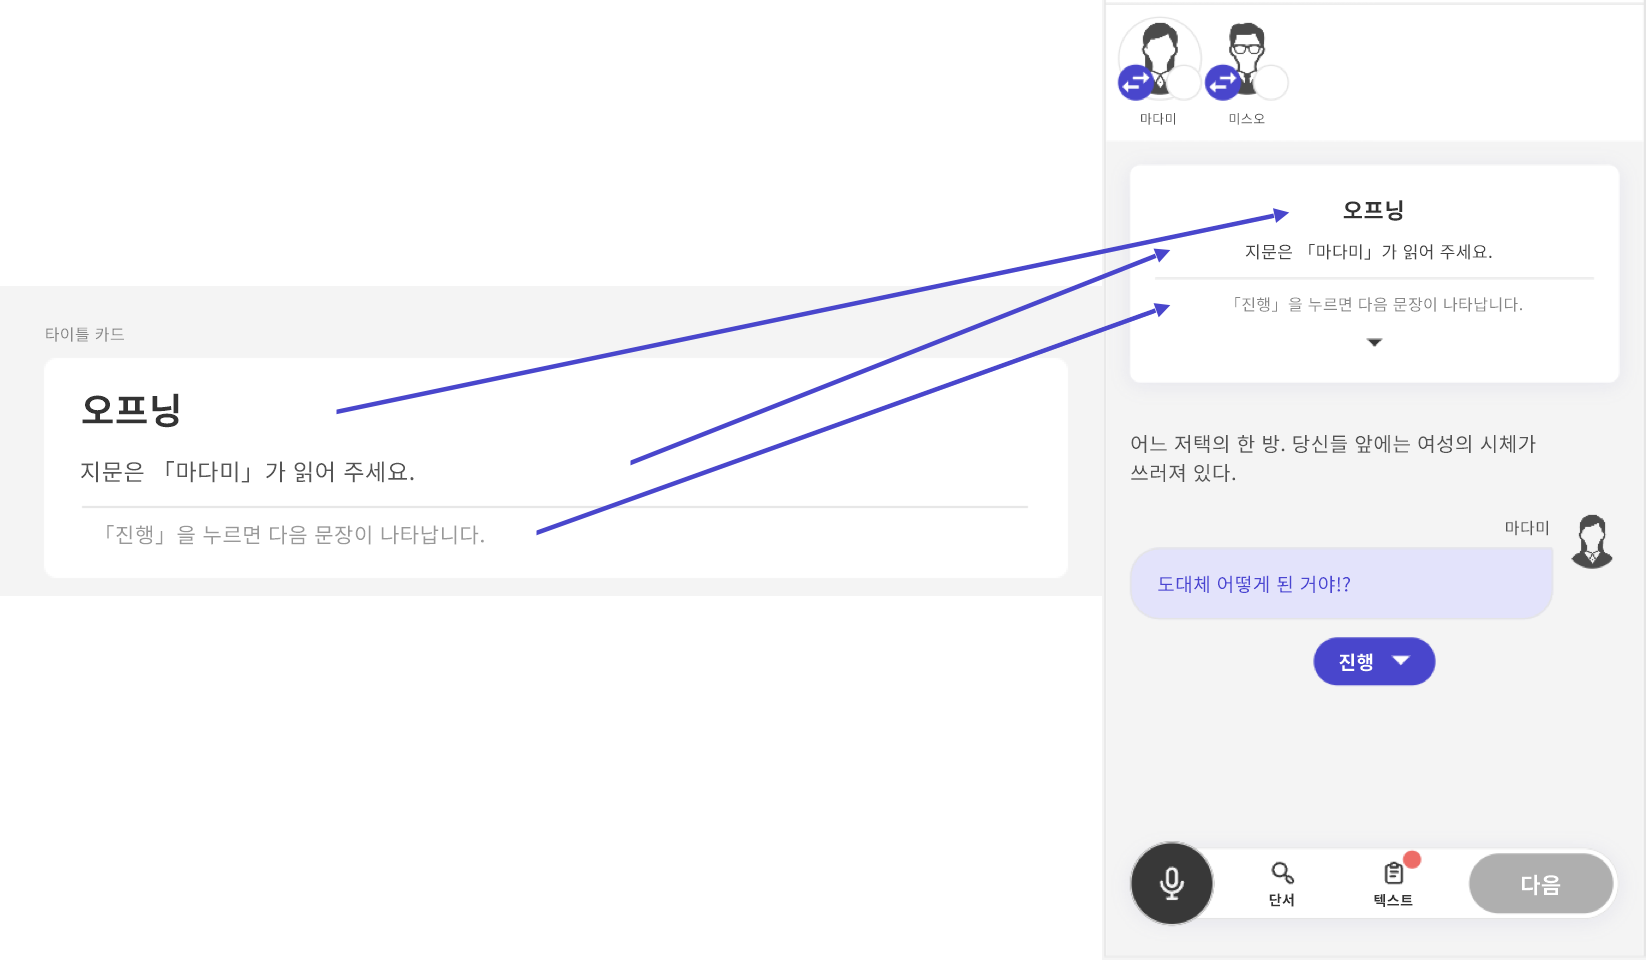 타이틀 카드
오프닝
지문은 「마다미」가 읽어 주세요.
「진행」을 누르면 다음 문장이 나타납니다.
마다미
미스오
오프닝
지문은 「마다미」가 읽어 주세요.
「진행」을 누르면 다음 문장이 나타납니다.
어느 저택의 한 방. 당신들 앞에는 여성의 시체가
쓰러져 있다.
마다미
도대체 어떻게 된 거야!?
진행
단서
텍스트
다음